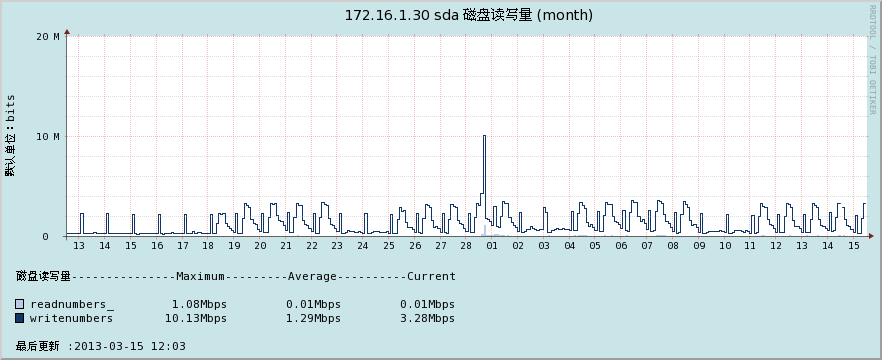 172.16.1.30 sda 磁盘读写量 (month)
RRDTOOL / TOBI OETIKER
默认单位：bits
20 M
10 M
0
13 14 15 16 17 18 19 20 21 22 23 24 25 26 27 28 01 02 03 04 05 06 07 08 09 10 11 12 13 14 15
磁盘读写量---------------Maximum---------Average----------Current
readnumbers_ 1.08Mbps 0.01Mbps 0.01Mbps
writenumbers 10.13Mbps 1.29Mbps 3.28Mbps
最后更新 :2013-03-15 12:03